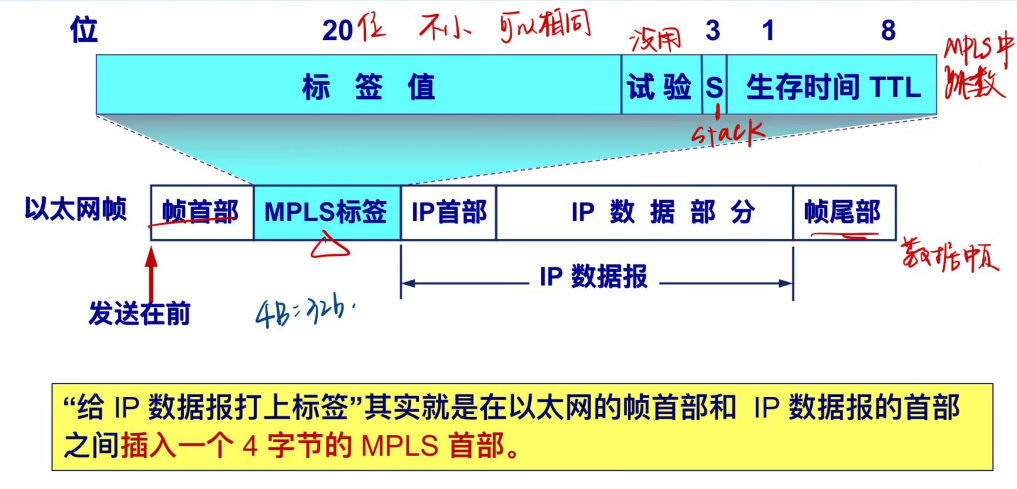 位 20位 不小 可以相同 没用 3 1 8
MPLS中
跳数
标签值 试验 S 生存时间 TTL
stack
以太网帧 帧首部 MPLS标签 IP首部 IP 数据部分 帧尾部
数据帧
IP 数据报
发送在前 4B=32b.
“给 IP 数据报打上标签”其实就是在以太网的帧首部和 IP 数据报的首部
之间插入一个 4 字节的 MPLS 首部。